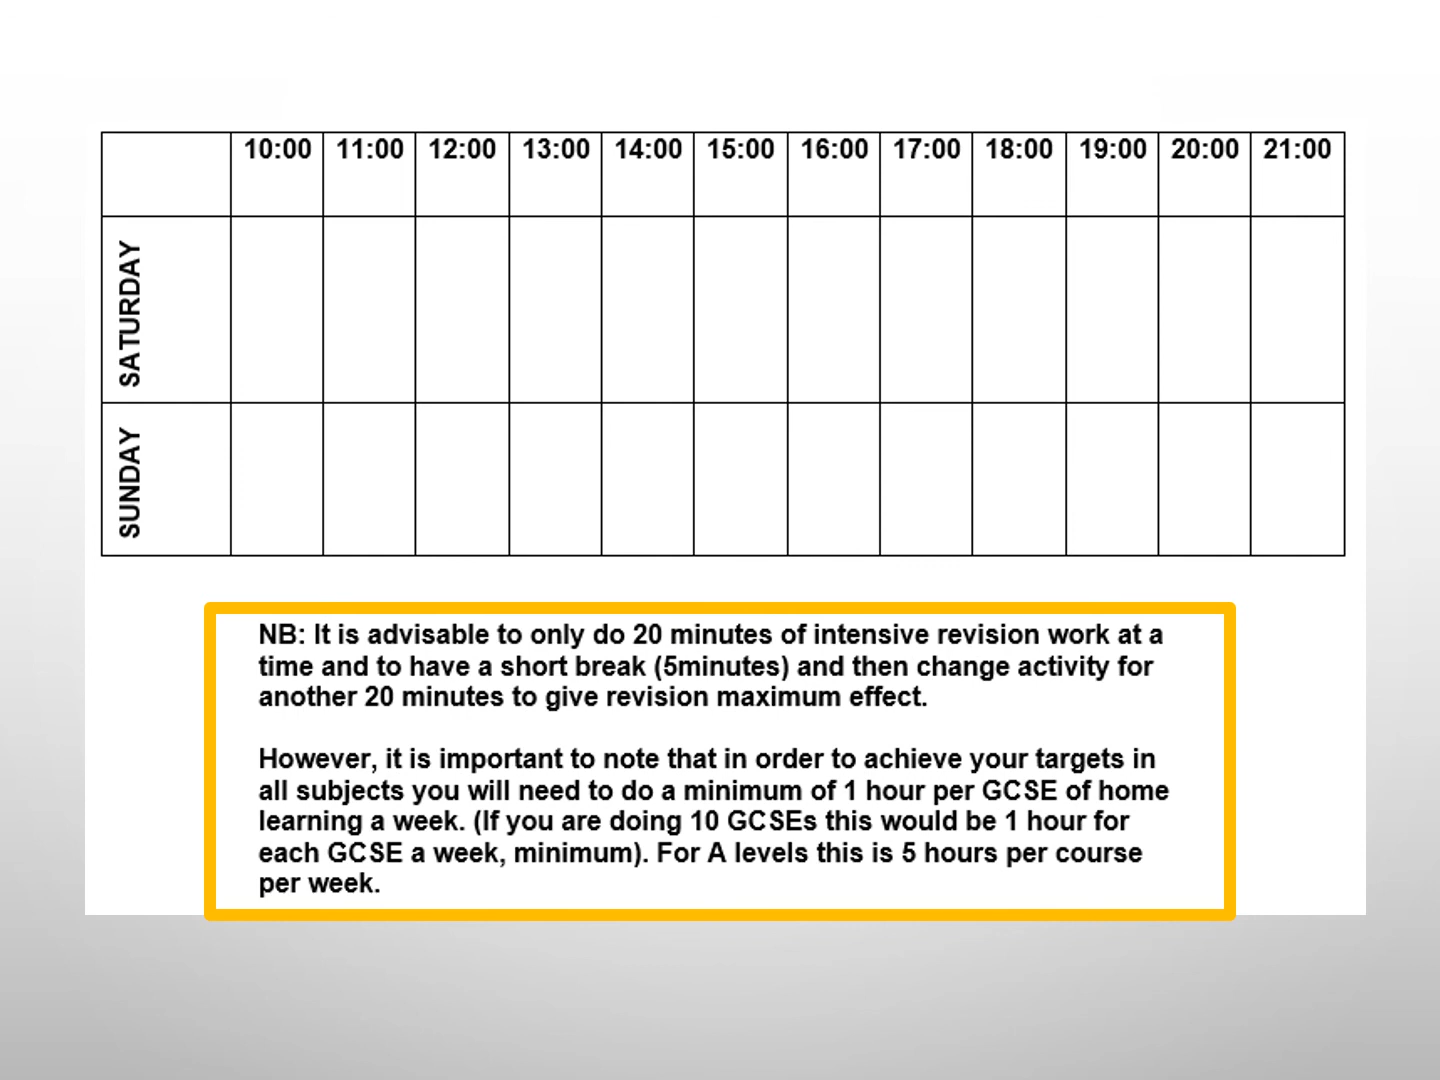 10:00 11:00 12:00 13:00 14:00 15:00 16:00 17:00 18:00 19:00 20:00 21:00
SATURDAY
SUNDAY
NB: It is advisable to only do 20 minutes of intensive revision work at a
time and to have a short break (5minutes) and then change activity for
another 20 minutes to give revision maximum effect.
However, it is important to note that in order to achieve your targets in
all subjects you will need to do a minimum of 1 hour per GCSE of home
learning a week. (If you are doing 10 GCSEs this would be 1 hour for
each GCSE a week, minimum). For A levels this is 5 hours per course
per week.